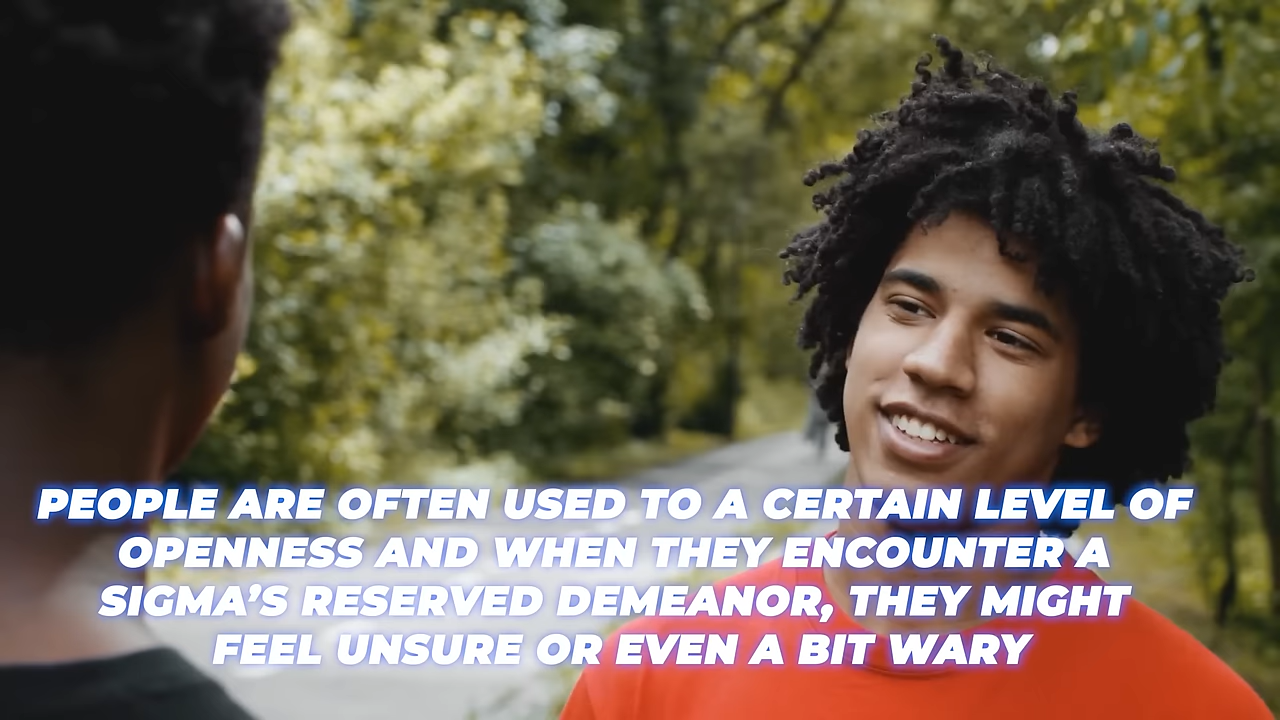 PEOPLE ARE OFTEN USED TO A CERTAIN LEVEL OF
OPENNESS AND WHEN THEY ENCOUNTER A
SIGMA’S RESERVED DEMEANOR, THEY MIGHT
FEEL UNSURE OR EVEN A BIT WARY